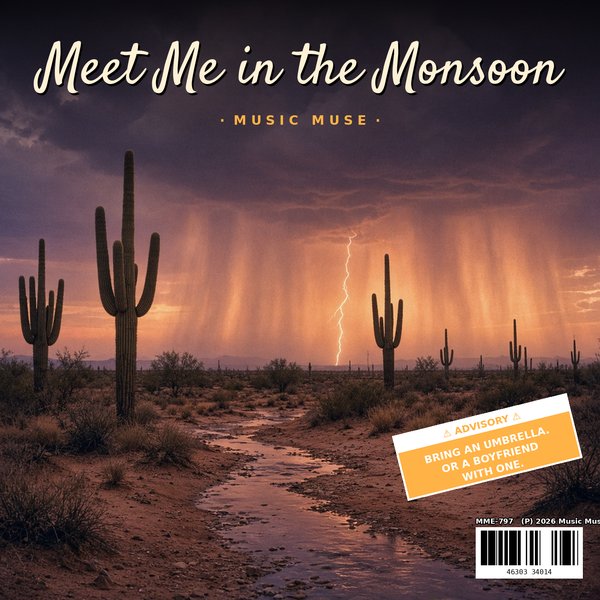 Meet Me in the Monsoon
· MUSIC MUSE ·
⚠ ADVISORY ⚠
BRING AN UMBRELLA.
OR A BOYFRIEND
WITH ONE.
MME-797 (P) 2026 Music Mus
46303 34014